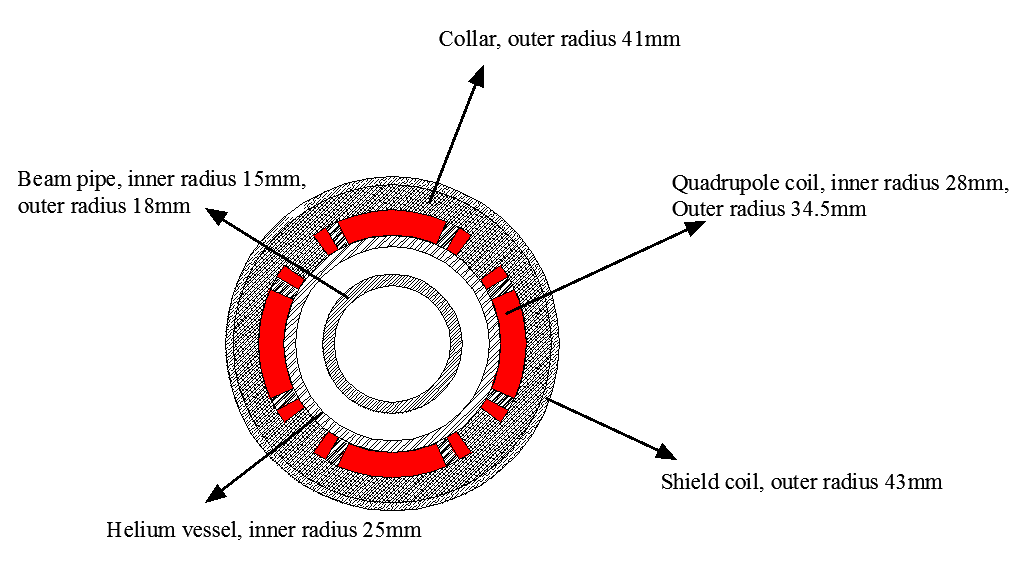 Collar, outer radius 41mm
Beam pipe, inner radius 15mm,
outer radius 18mm
Quadrupole coil, inner radius 28mm,
Outer radius 34.5mm
Shield coil, outer radius 43mm
Helium vessel, inner radius 25mm